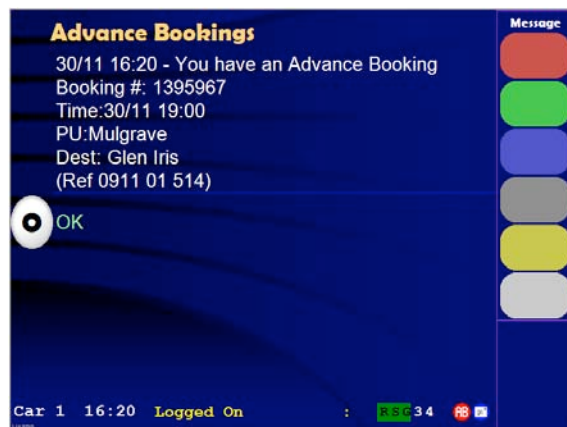 Message
Advance Bookings
30/11 16:20 - You have an Advance Booking
Booking #: 1395967
Time:30/11 19:00
PU:Mulgrave
Dest: Glen Iris
(Ref 0911 01 514)
OK
Car 1 16:20 Logged On : RSG34 AB